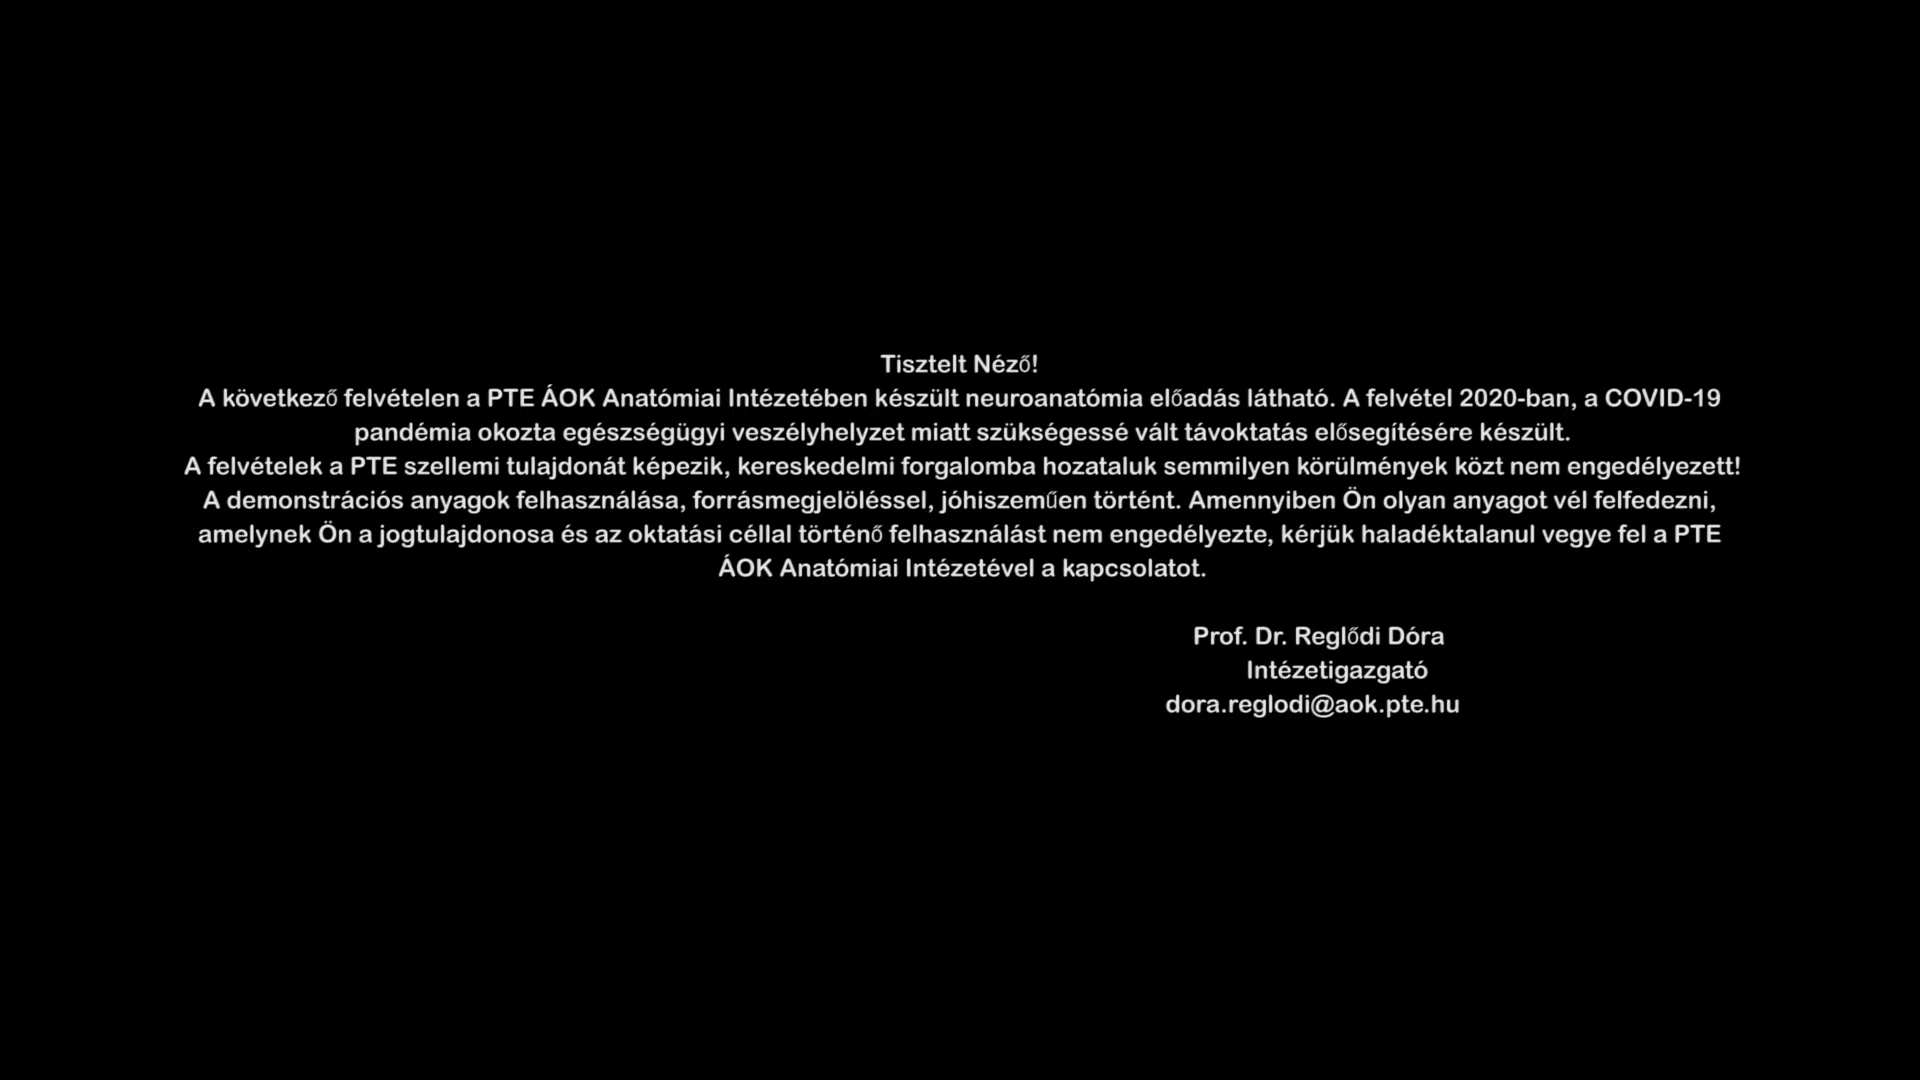 Tisztelt Néző!
A következő felvételen a PTE ÁOK Anatómiai Intézetében készült neuroanatómia előadás látható. A felvétel 2020-ban, a COVID-19
pandémia okozta egészségügyi veszélyhelyzet miatt szükségessé vált távoktatás elősegítésére készült.
A felvételek a PTE szellemi tulajdonát képezik, kereskedelmi forgalomba hozataluk semmilyen körülmények közt nem engedélyezett!
A demonstrációs anyagok felhasználása, forrásmegjelöléssel, jóhiszeműen történt. Amennyiben Ön olyan anyagot vél felfedezni,
amelynek Ön a jogtulajdonosa és az oktatási céllal történő felhasználást nem engedélyezte, kérjük haladéktalanul vegye fel a PTE
ÁOK Anatómiai Intézetével a kapcsolatot.
Prof. Dr. Reglődi Dóra
Intézetigazgató
dora.reglodi@aok.pte.hu